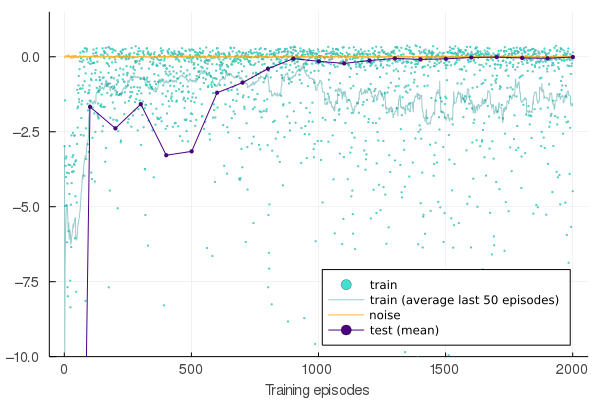 0.0
−2.5
−5.0
−7.5
−10.0
0
500
1000
1500
2000
Training episodes
train
train (average last 50 episodes)
noise
test (mean)